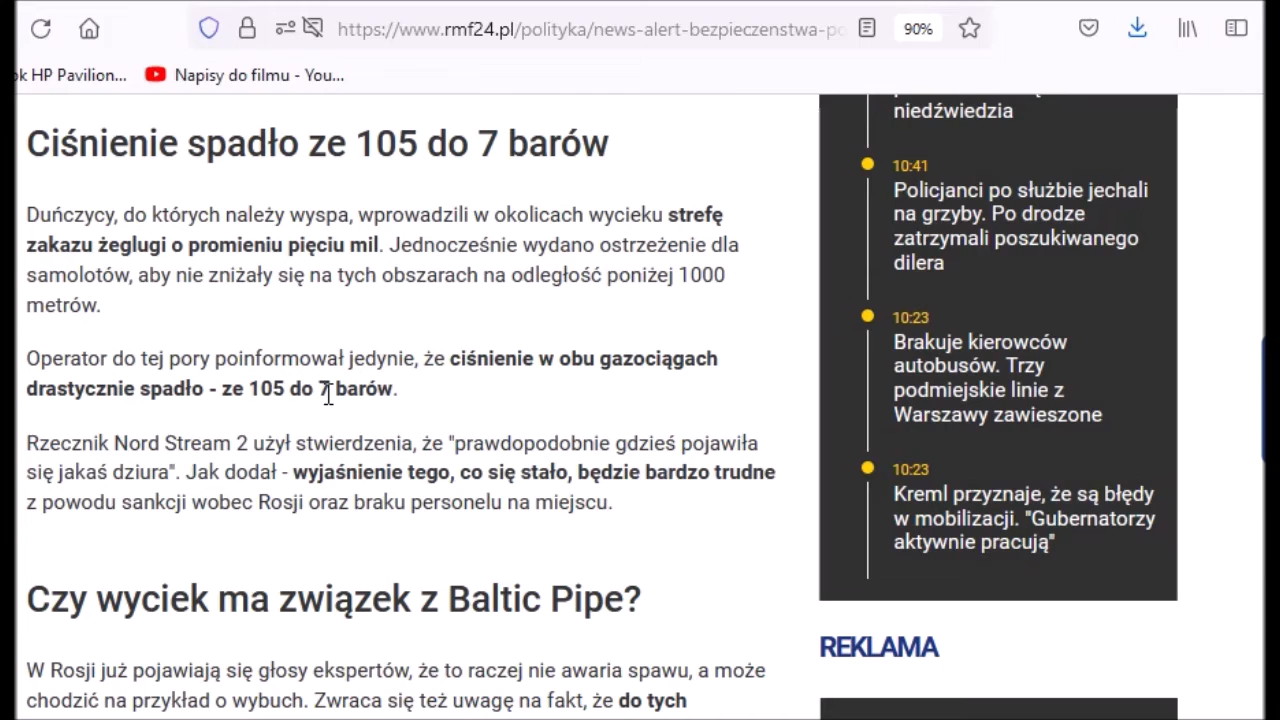 https://www.rmf24.pl/polityka/news-alert-bezpieczenstwa-po
90%
ok HP Pavilion...
Napisy do filmu - You...
Ciśnienie spadło ze 105 do 7 barów
Duńczycy, do których należy wyspa, wprowadzili w okolicach wycieku strefę
zakazu żeglugi o promieniu pięciu mil. Jednocześnie wydano ostrzeżenie dla
samolotów, aby nie zniżały się na tych obszarach na odległość poniżej 1000
metrów.
Operator do tej pory poinformował jedynie, że ciśnienie w obu gazociągach
drastycznie spadło - ze 105 do 7 barów.
Rzecznik Nord Stream 2 użył stwierdzenia, że "prawdopodobnie gdzieś pojawiła
się jakaś dziura". Jak dodał - wyjaśnienie tego, co się stało, będzie bardzo trudne
z powodu sankcji wobec Rosji oraz braku personelu na miejscu.
Czy wyciek ma związek z Baltic Pipe?
W Rosji już pojawiają się głosy ekspertów, że to raczej nie awaria spawu, a może
chodzić na przykład o wybuch. Zwraca się też uwagę na fakt, że do tych
niedźwiedzia
10:41
Policjanci po służbie jechali
na grzyby. Po drodze
zatrzymali poszukiwanego
dilera
10:23
Brakuje kierowców
autobusów. Trzy
podmiejskie linie z
Warszawy zawieszone
10:23
Kreml przyznaje, że są błędy
w mobilizacji. "Gubernatorzy
aktywnie pracują"
REKLAMA